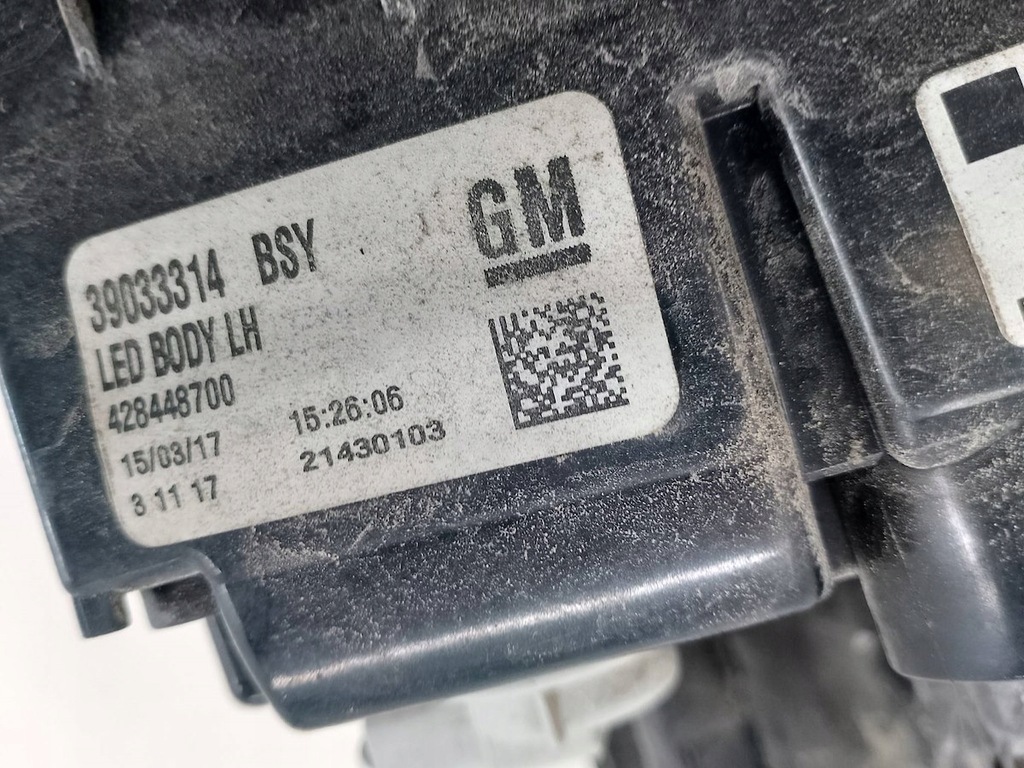 GM
39033314 BSY
LED BODY LH
428448700
15/03/17 15:26:06
3 11 17 21430103